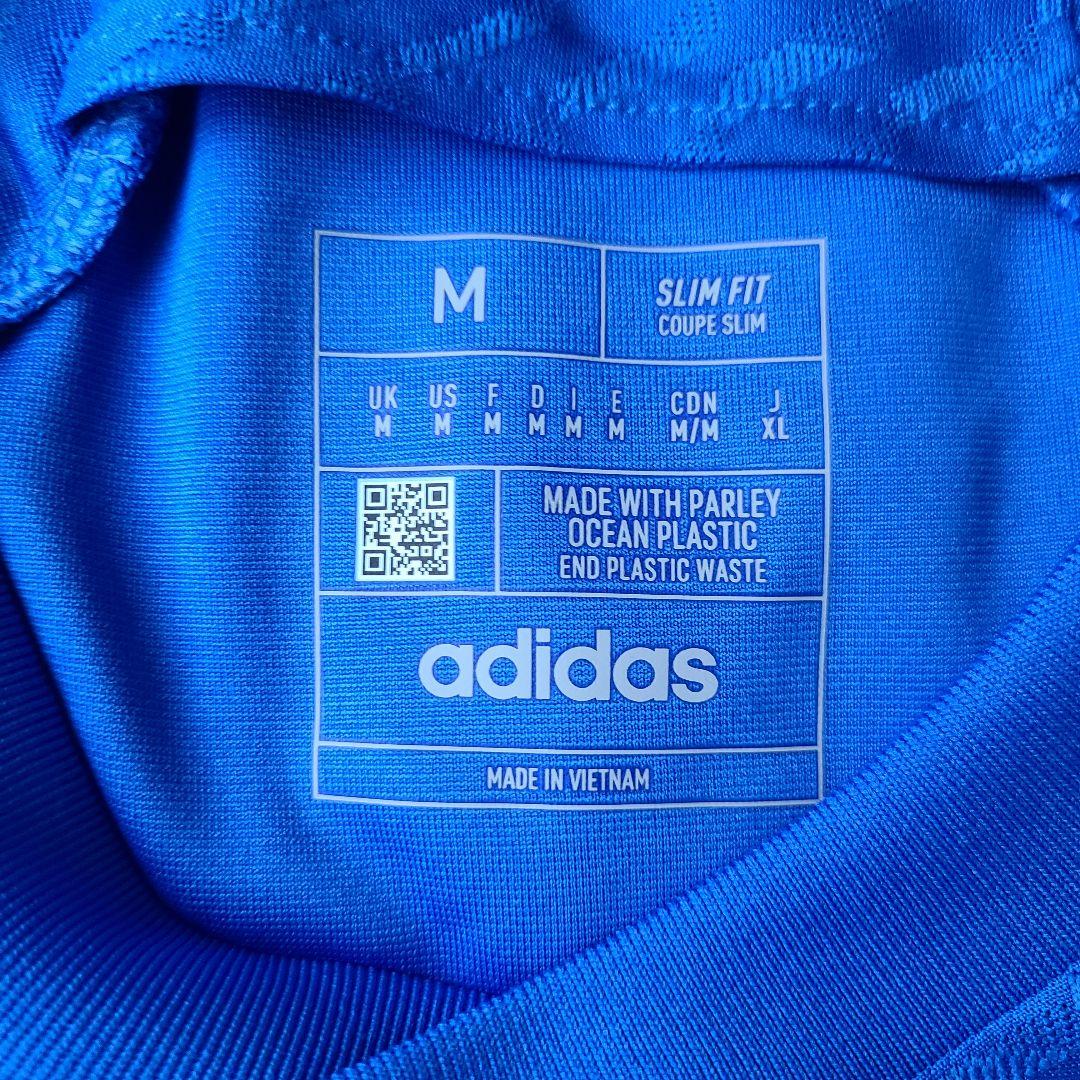 M
SLIM FIT
COUPE SLIM
UK US F D I E CDN J
M M M M M M M/M XL
MADE WITH PARLEY
OCEAN PLASTIC
END PLASTIC WASTE
adidas
MADE IN VIETNAM